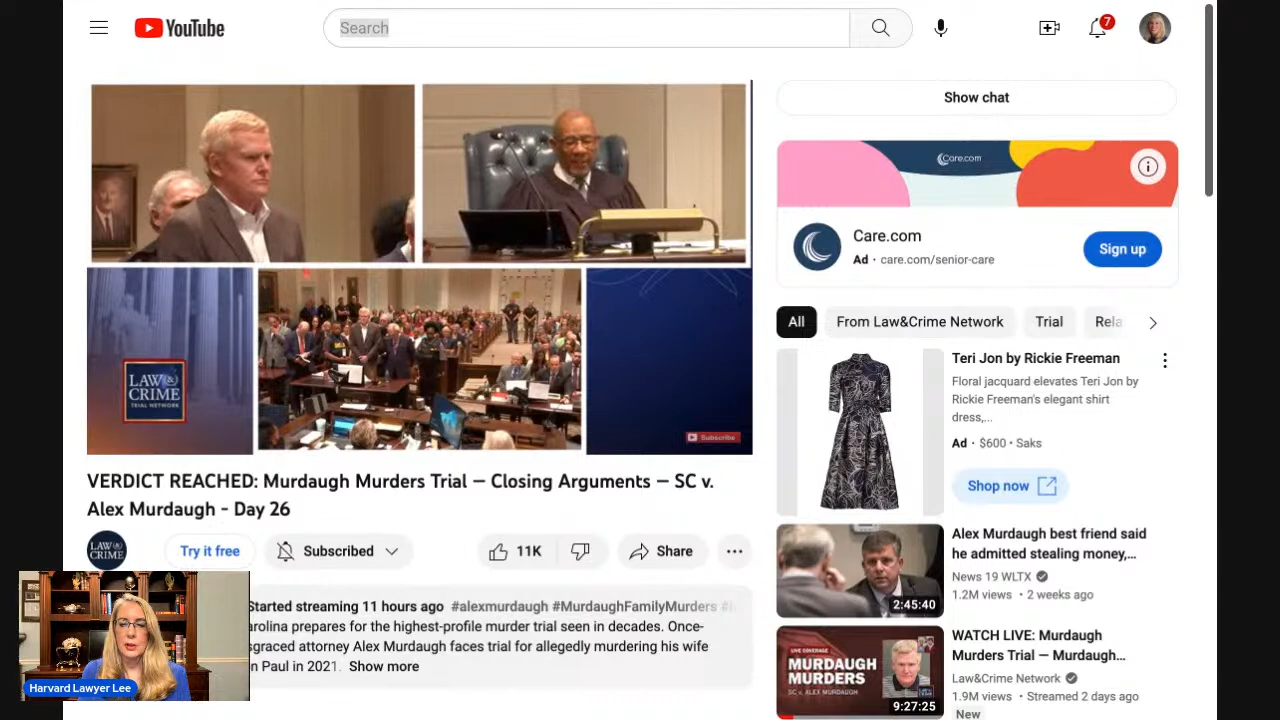 YouTube
Search
7
Show chat
Care.com
Care.com
Ad · care.com/senior-care
Sign up
All
From Law&Crime Network
Trial
Rela
LAW &
CRIME
TRIAL NETWORK
Subscribe
Teri Jon by Rickie Freeman
Floral jacquard elevates Teri Jon by
Rickie Freeman's elegant shirt
dress,...
Ad · $600 · Saks
Shop now
VERDICT REACHED: Murdaugh Murders Trial – Closing Arguments – SC v.
Alex Murdaugh - Day 26
LAW &
CRIME
Try it free
Subscribed
11K
Share
Started streaming 11 hours ago #alexmurdaugh #MurdaughFamilyMurders
arolina prepares for the highest-profile murder trial seen in decades. Once-
sgraced attorney Alex Murdaugh faces trial for allegedly murdering his wife
n Paul in 2021. Show more
Harvard Lawyer Lee
Alex Murdaugh best friend said
he admitted stealing money,...
News 19 WLTX
1.2M views · 2 weeks ago
2:45:40
WATCH LIVE: Murdaugh
Murders Trial — Murdaugh...
Law&Crime Network
1.9M views · Streamed 2 days ago
New
LIVE COVERAGE
MURDAUGH
MURDERS
SC v. ALEX MURDAUGH
9:27:25